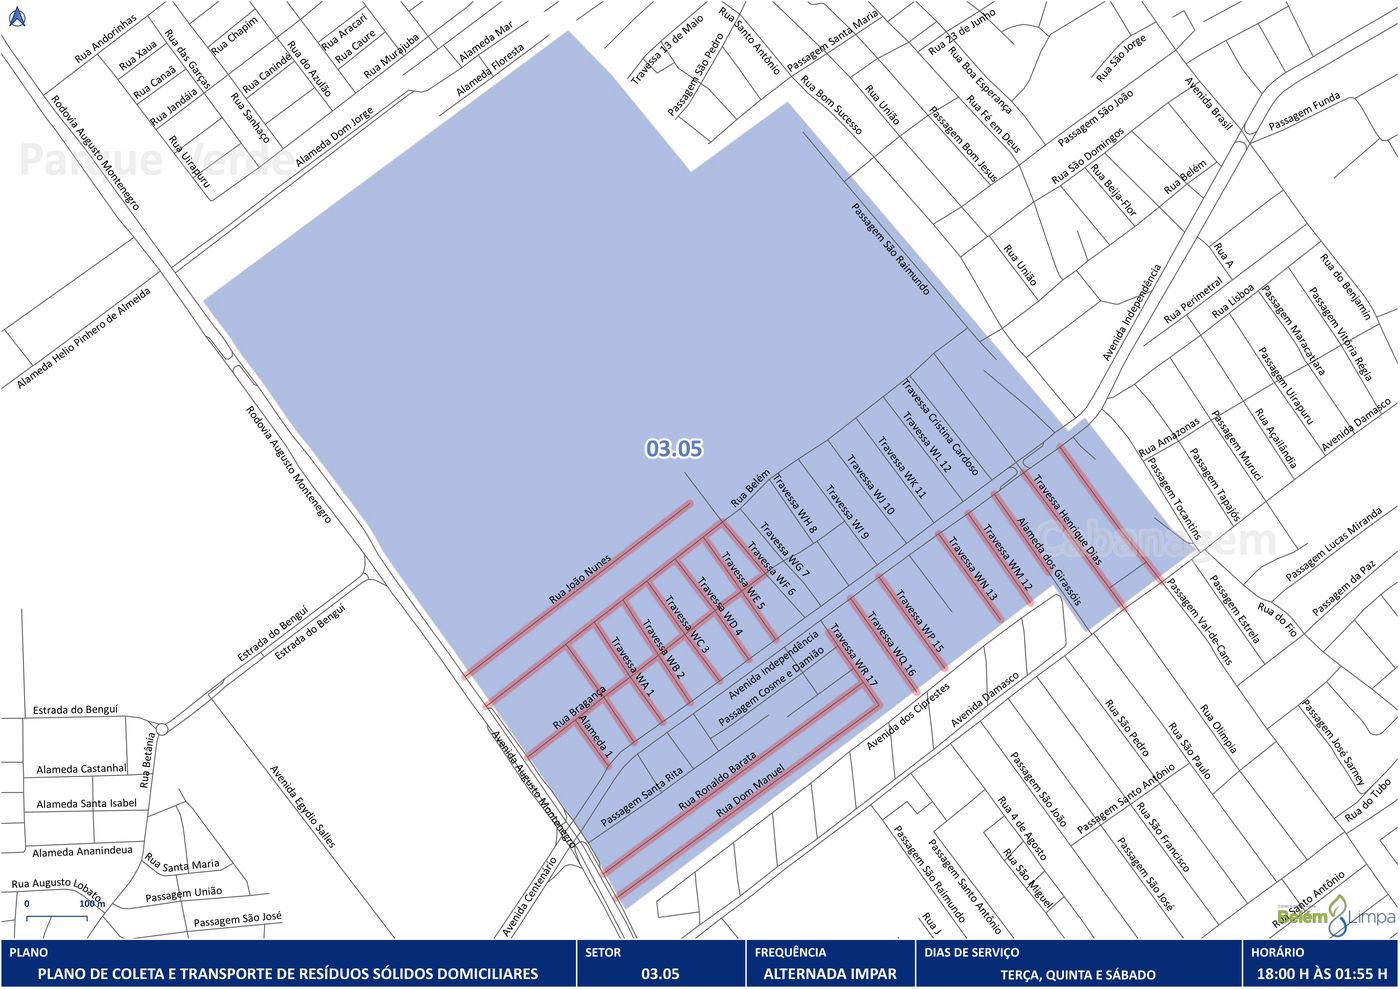 Rua Andorinhas
Rua Xaua
Rua Canaã
Rua Jandáia
Rua das Garças
Rua Chapim
Rua Canindé
Rua do Azulão
Rua Aracari
Rua Caure
Rua Murajuba
Rua Sanhaço
Rua Uirapuru
Alameda Mar
Alameda Floresta
Alameda Dom Jorge
Parque Verde
Rodovia Augusto Montenegro
Alameda Helio Pinhero de Almeida
Travessa 13 de Maio
Passagem São Pedro
Rua Santo Antônio
Passagem Santa Maria
Rua Bom Sucesso
Rua União
Rua 23 de Junho
Rua Boa Esperança
Rua Fé em Deus
Passagem Bom Jesus
Rua São Jorge
Passagem São João
Avenida Brasil
Passagem Funda
Rua São Domingos
Rua Beija-Flor
Rua Belém
Rua União
Passagem São Raimundo
Avenida Independência
Rua A
Rua Perimetral
Rua Lisboa
Rua do Benjamin
Passagem Maracatiara
Passagem Vitória Régia
Passagem Uirapuru
Rua Amazonas
Passagem Muruci
Rua Açailândia
Avenida Damasco
Passagem Tocantins
Passagem Tapajós
Rodovia Augusto Montenegro
03.05
Travessa Cristina Cardoso
Travessa WL 12
Travessa WK 11
Travessa WJ 10
Travessa WI 9
Travessa WH 8
Rua Belém
Travessa WG 7
Travessa WF 6
Travessa WE 5
Travessa WD 4
Travessa WC 3
Travessa WB 2
Travessa WA 1
Rua João Nunes
Rua Bragança
Alameda 1
Travessa Henrique Dias
Alameda dos Girassóis
Travessa WM 12
Travessa WN 13
Travessa WP 15
Travessa WQ 16
Travessa WR 17
Cabanagem
Avenida Independência
Passagem Cosme e Damião
Passagem Santa Rita
Rua Ronaldo Barata
Rua Dom Manuel
Avenida dos Ciprestes
Avenida Damasco
Avenida Augusto Montenegro
Avenida Centenário
Estrada do Benguí
Estrada do Benguí
Estrada do Benguí
Rua Betânia
Alameda Castanhal
Alameda Santa Isabel
Alameda Ananindeua
Rua Santa Maria
Rua Augusto Lobato
Passagem União
Passagem São José
Avenida Egydio Salles
Passagem Lucas Miranda
Passagem da Paz
Rua do Fio
Passagem Estrela
Passagem Val-de-Cans
Rua Olímpia
Rua São Pedro
Rua São Paulo
Passagem Santo Antônio
Passagem São João
Rua 4 de Agosto
Rua São Miguel
Rua São Francisco
Passagem São José
Passagem São Raimundo
Passagem Santo Antônio
Rua J
Passagem José Sarney
Rua do Tubo
Rua Santo Antônio
0 100 m
Belém Limpa
PLANO
PLANO DE COLETA E TRANSPORTE DE RESÍDUOS SÓLIDOS DOMICILIARES
SETOR
03.05
FREQUÊNCIA
ALTERNADA IMPAR
DIAS DE SERVIÇO
TERÇA, QUINTA E SÁBADO
HORÁRIO
18:00 H ÀS 01:55 H